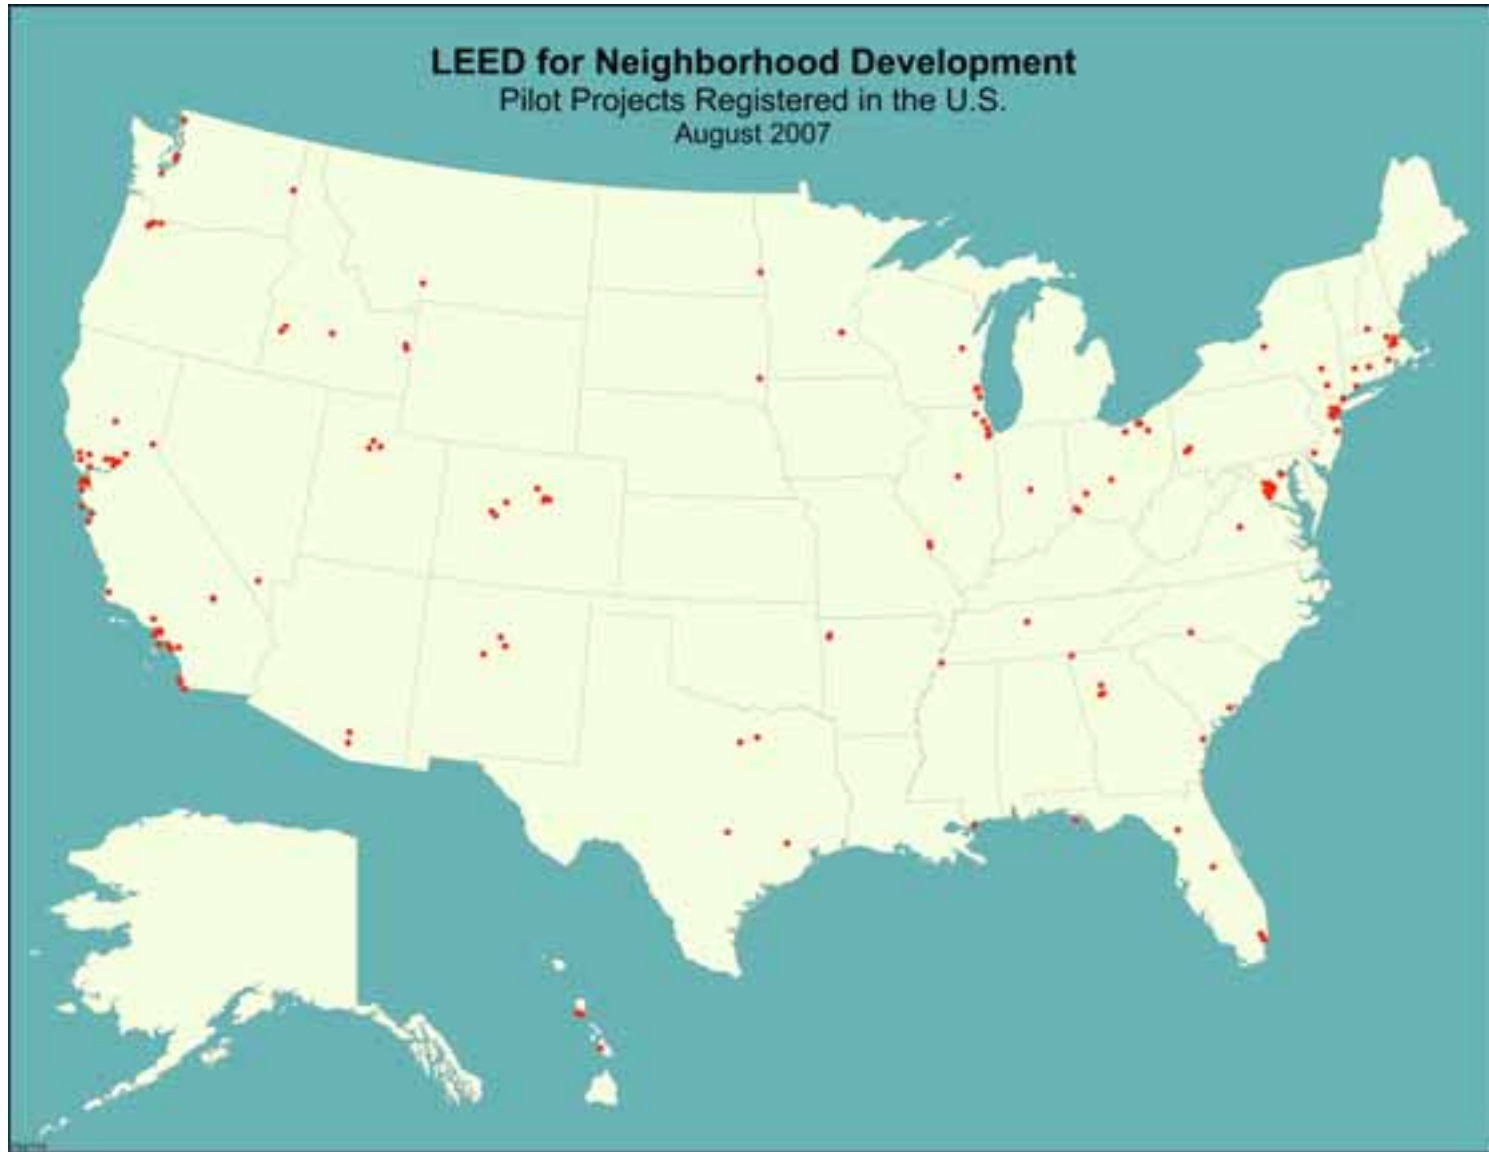 LEED for Neighborhood Development
Pilot Projects Registered in the U.S.
August 2007